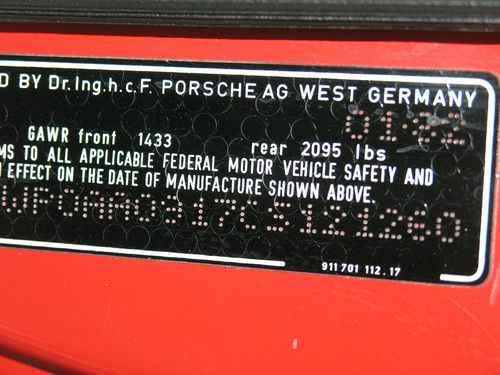 D BY Dr.Ing.h.c.F. PORSCHE AG WEST GERMANY
GAWR front 1433 rear 2095 lbs
MS TO ALL APPLICABLE FEDERAL MOTOR VEHICLE SAFETY AND
EFFECT ON THE DATE OF MANUFACTURE SHOWN ABOVE.
WP0AA0917CS121260
911 701 112.17